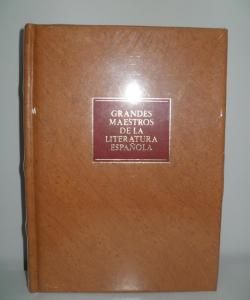 GRANDES
MAESTROS
DE LA
LITERATURA
ESPAÑOLA